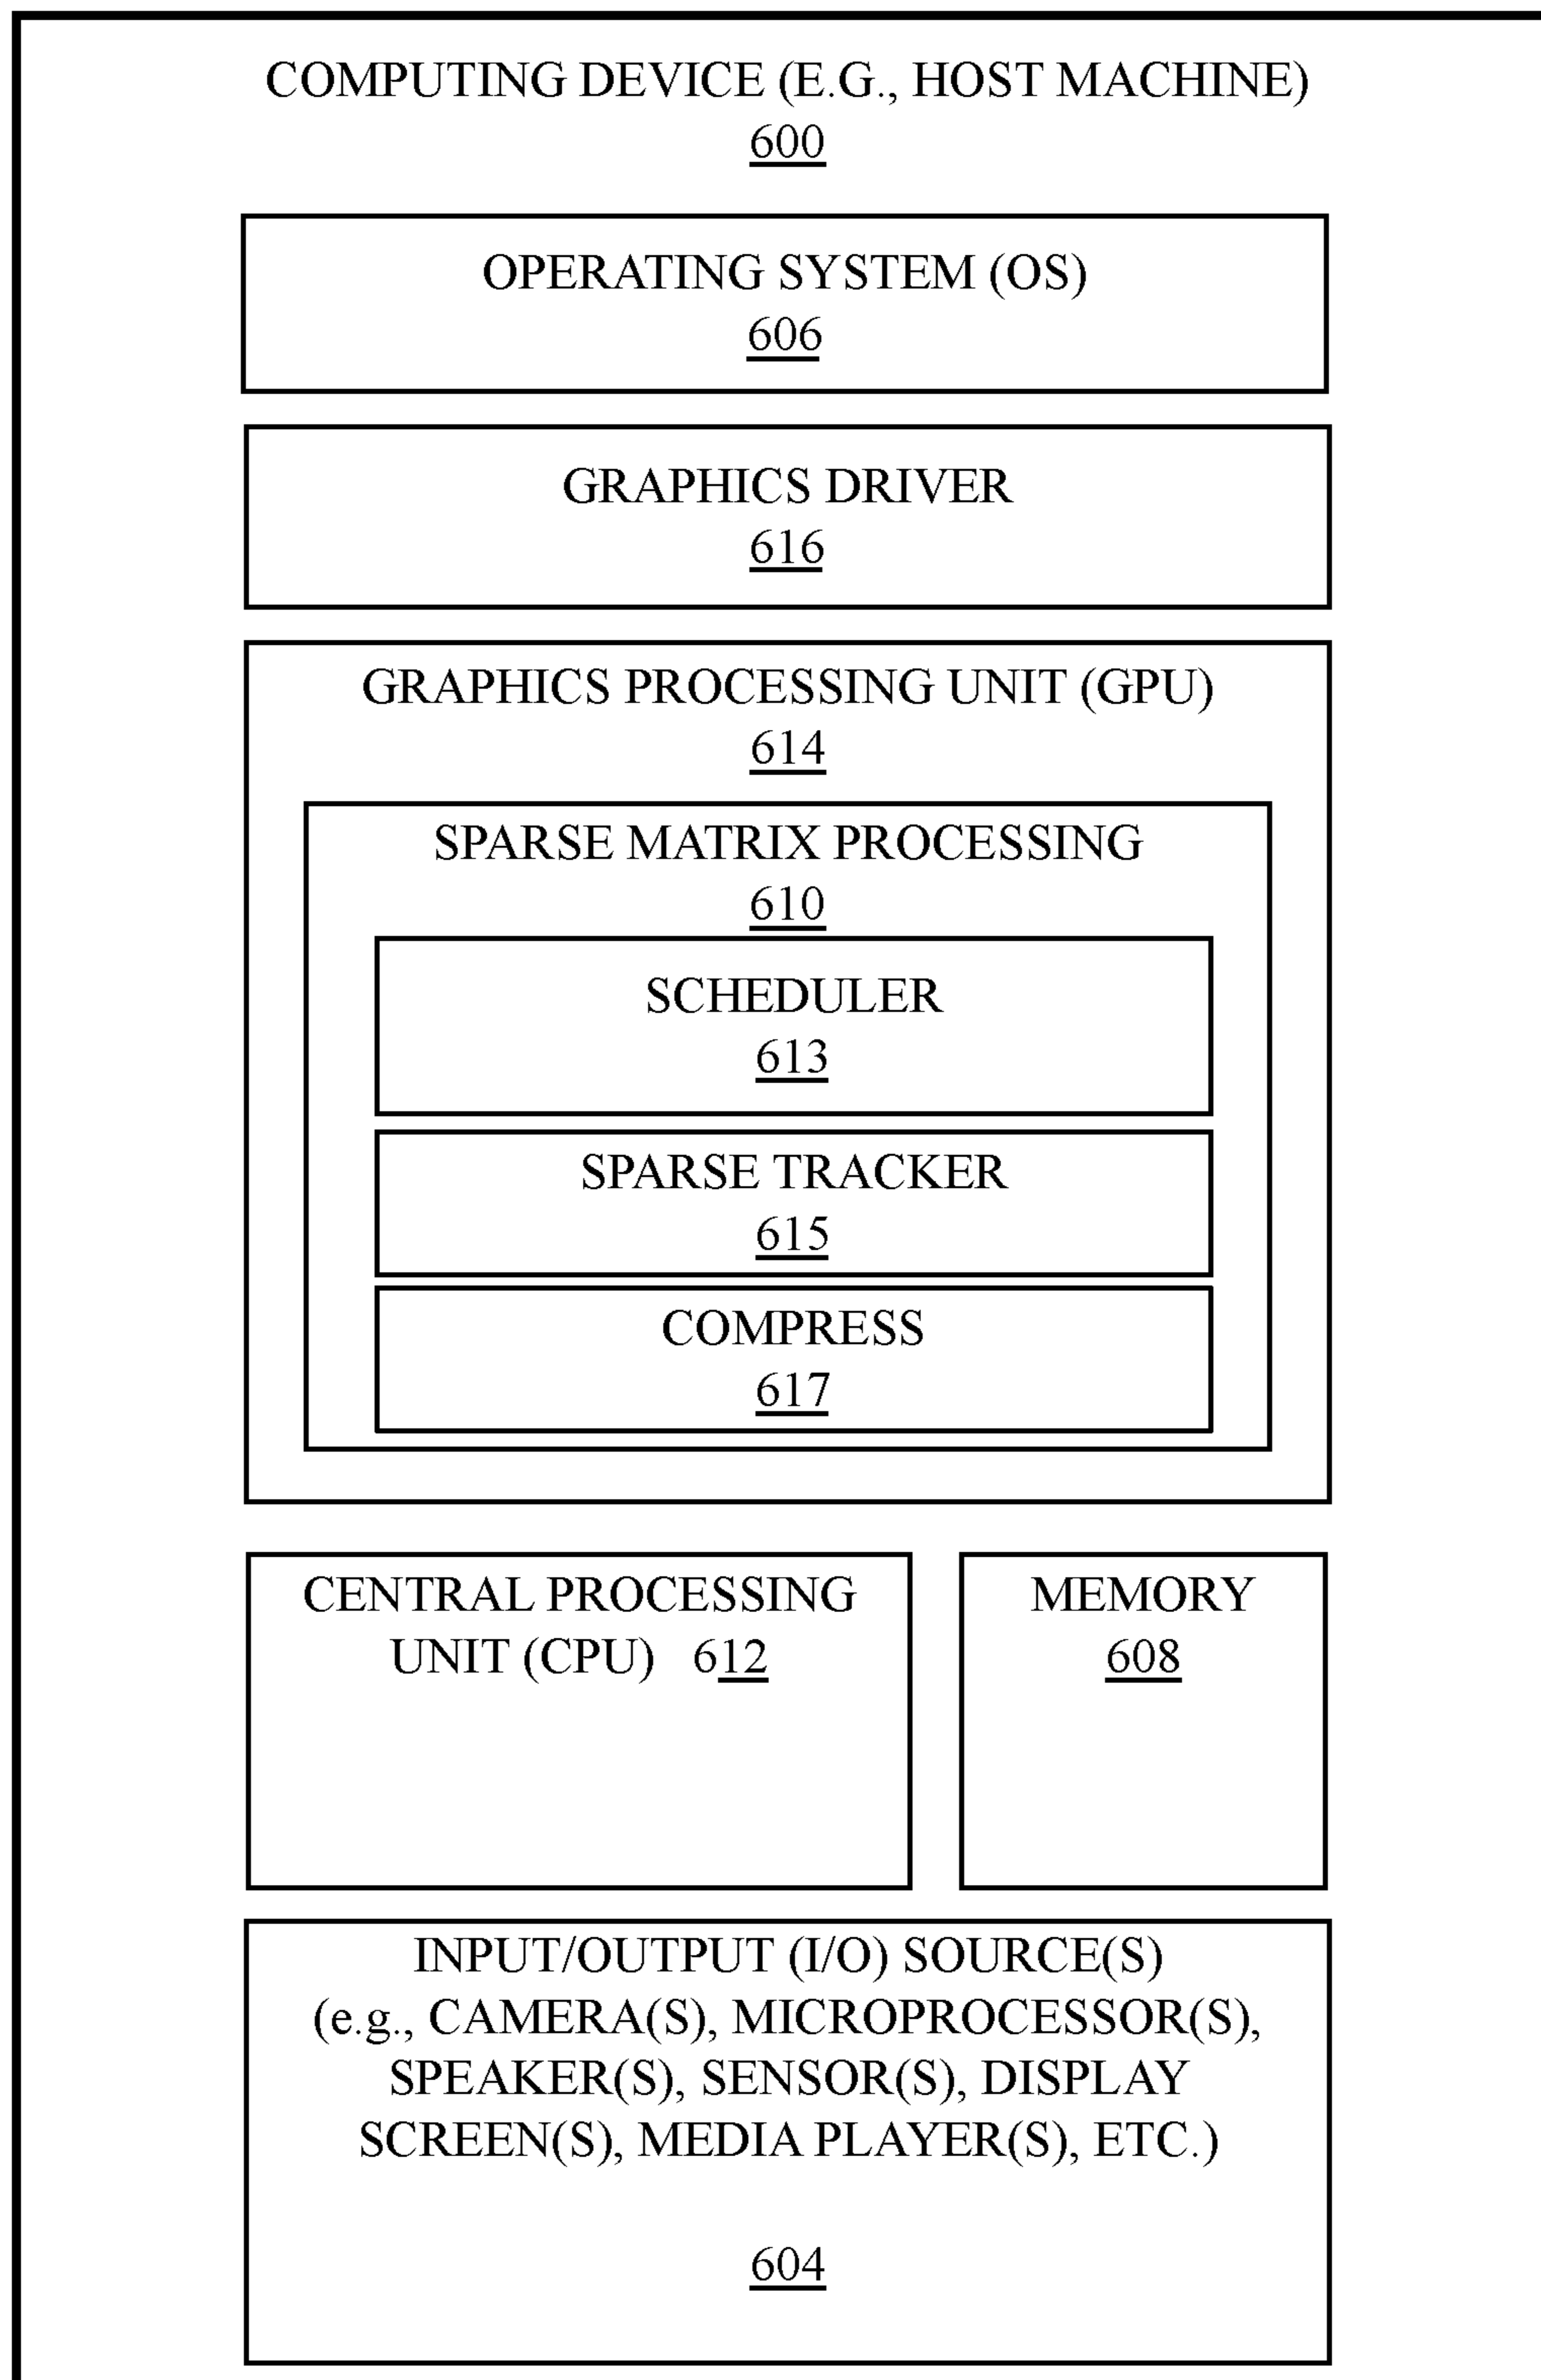 COMPUTING DEVICE (E.G., HOST MACHINE)
600
OPERATING SYSTEM (OS)
606
GRAPHICS DRIVER
616
GRAPHICS PROCESSING UNIT (GPU)
614
SPARSE MATRIX PROCESSING
610
SCHEDULER
613
SPARSE TRACKER
615
COMPRESS
617
CENTRAL PROCESSING
UNIT (CPU) 612
MEMORY
608
INPUT/OUTPUT (I/O) SOURCE(S)
(e.g., CAMERA(S), MICROPROCESSOR(S),
SPEAKER(S), SENSOR(S), DISPLAY
SCREEN(S), MEDIA PLAYER(S), ETC.)
604